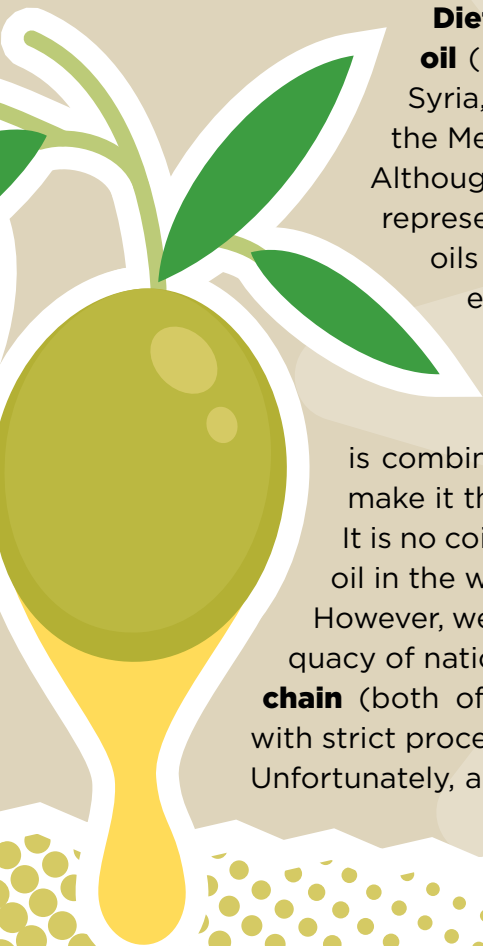 Diet
oil (
Syria,
the Me
Althoug
represe
oils
e
is combin
make it th
It is no coi
oil in the w
However, we
quacy of natio
chain (both of
with strict proce
Unfortunately, a